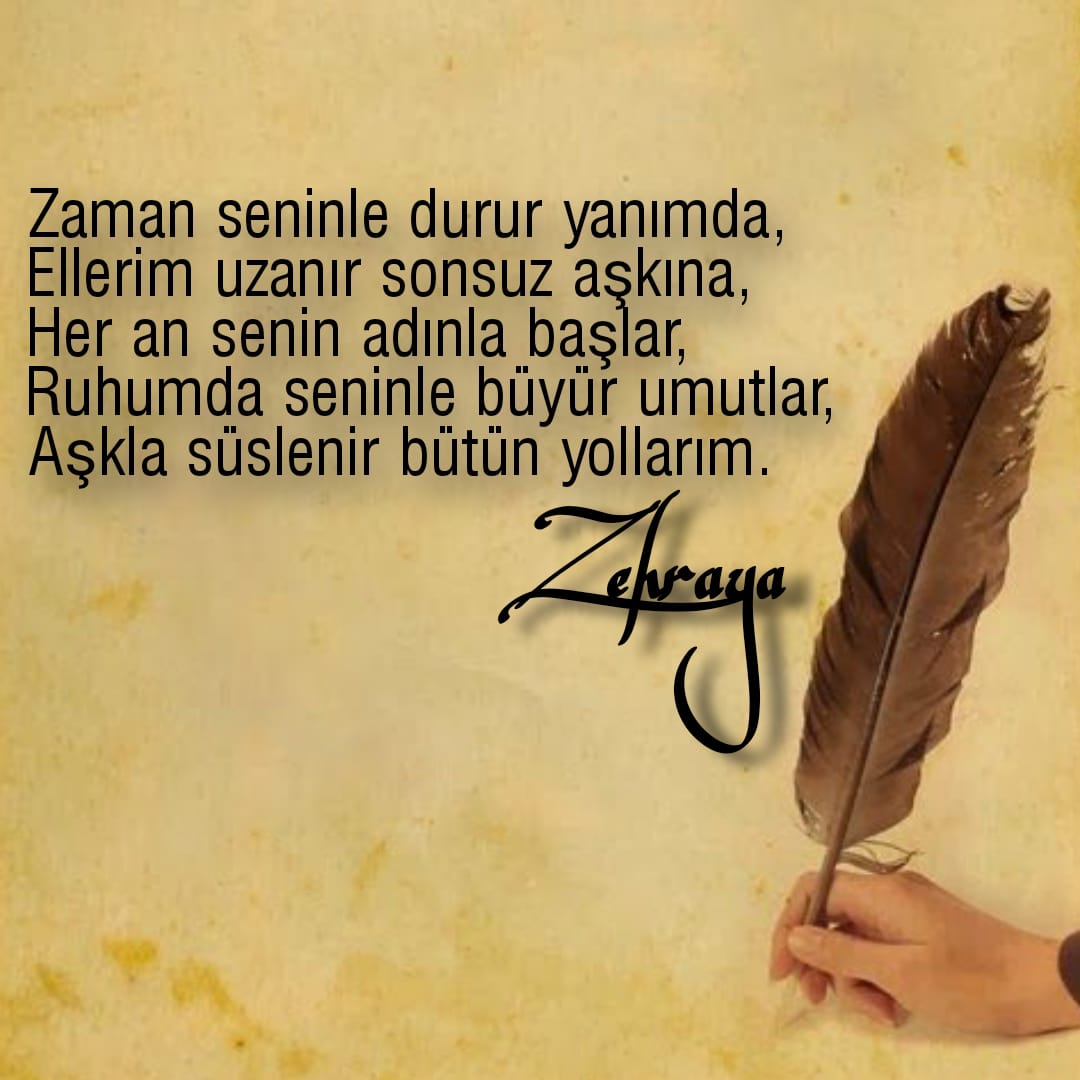 Zaman seninle durur yanımda,
Ellerim uzanır sonsuz aşkına,
Her an senin adınla başlar,
Ruhumda seninle büyür umutlar,
Aşkla süslenir bütün yollarım.
Zehraya